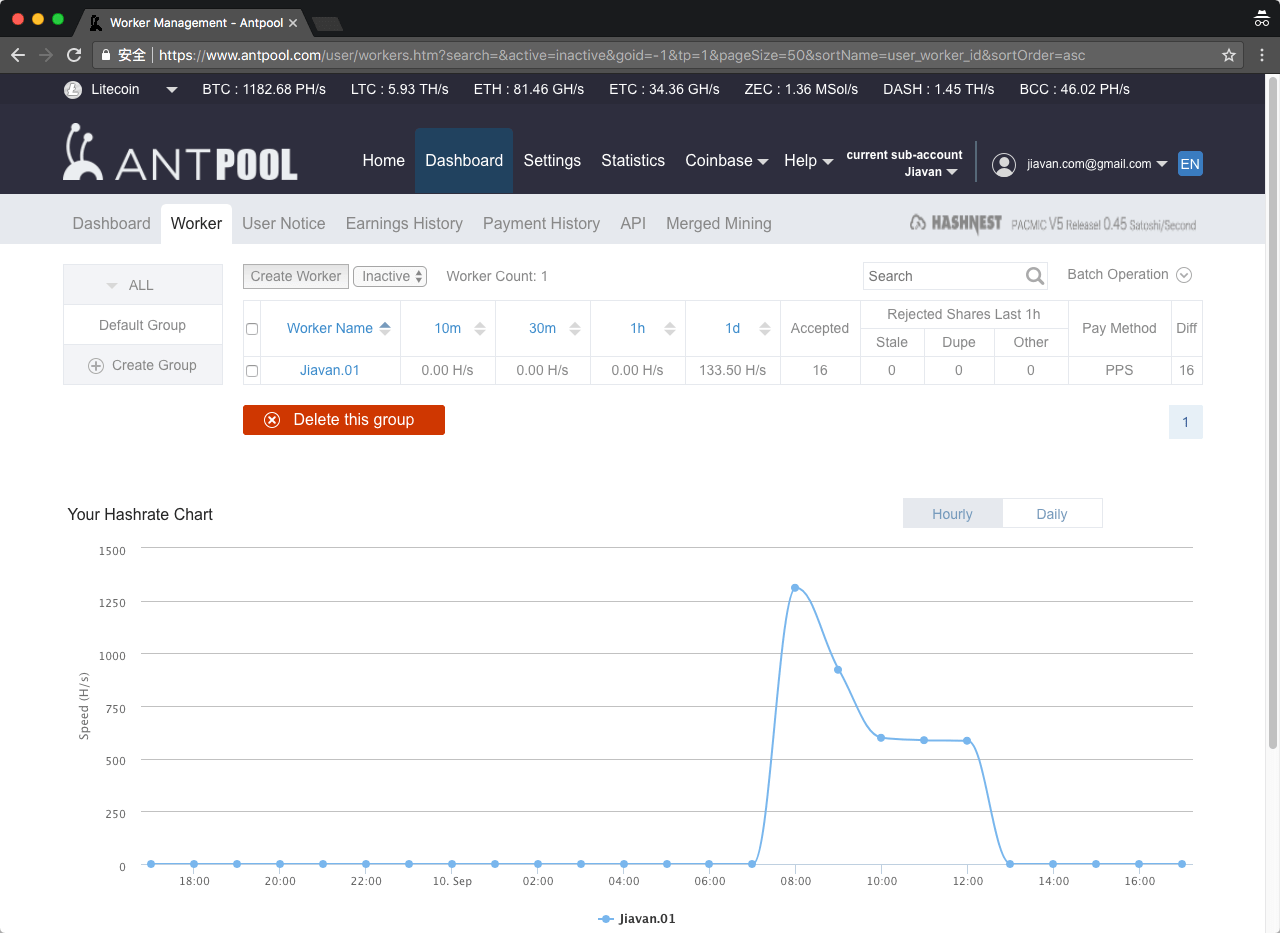 Worker Management - Antpool
安全 https://www.antpool.com/user/workers.htm?search=&active=inactive&goid=-1&tp=1&pageSize=50&sortName=user_worker_id&sortOrder=asc
Litecoin BTC : 1182.68 PH/s LTC : 5.93 TH/s ETH : 81.46 GH/s ETC : 34.36 GH/s ZEC : 1.36 MSol/s DASH : 1.45 TH/s BCC : 46.02 PH/s
ANTPOOL Home Dashboard Settings Statistics Coinbase Help current sub-account
Jiavan jiavan.com@gmail.com EN
Dashboard Worker User Notice Earnings History Payment History API Merged Mining HASHNEST PACMIC V5 Release! 0.45 Satoshi/Second
ALL
Default Group
Create Group
Create Worker Inactive Worker Count: 1 Search Batch Operation
Worker Name 10m 30m 1h 1d Accepted Rejected Shares Last 1h Pay Method Diff
Stale Dupe Other
Jiavan.01 0.00 H/s 0.00 H/s 0.00 H/s 133.50 H/s 16 0 0 0 PPS 16
Delete this group 1
Your Hashrate Chart Hourly Daily
Speed (H/s)
1500
1250
1000
750
500
250
0
18:00 20:00 22:00 10. Sep 02:00 04:00 06:00 08:00 10:00 12:00 14:00 16:00
Jiavan.01